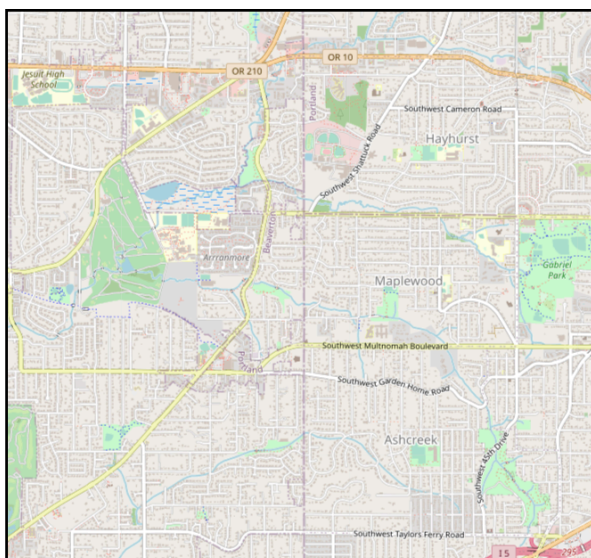 OR 10
OR 210
Jesuit High
School
Portland
Southwest Cameron Road
Hayhurst
Southwest Shattuck Road
Beaverton
Arrranmore
Gabriel
Park
Maplewood
Southwest Multnomah Boulevard
Portland
Southwest Garden Home Road
Ashcreek
Southwest 45th Drive
Southwest Taylors Ferry Road
I 5
295